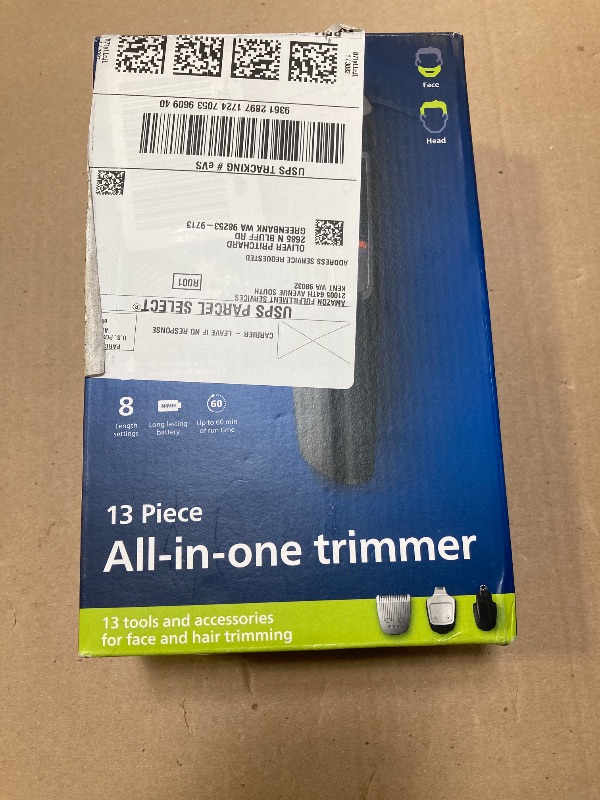 9361 2897 1724 7053 9609 40
USPS TRACKING # eVS
OLIVER PRITCHARD
2685 N BLUFF RD
GREENBANK WA 98253-9713
ADDRESS SERVICE REQUESTED
AMAZON FULFILLMENT SERVICES
21005 64TH AVENUE SOUTH
KENT WA 98032
R001
USPS PARCEL SELECT®
CARRIER - LEAVE IF NO RESPONSE
Face
Head
8
Length
settings
NiMH
Long lasting
battery
60
Up to 60 min
of run time
13 Piece
All-in-one trimmer
13 tools and accessories
for face and hair trimming